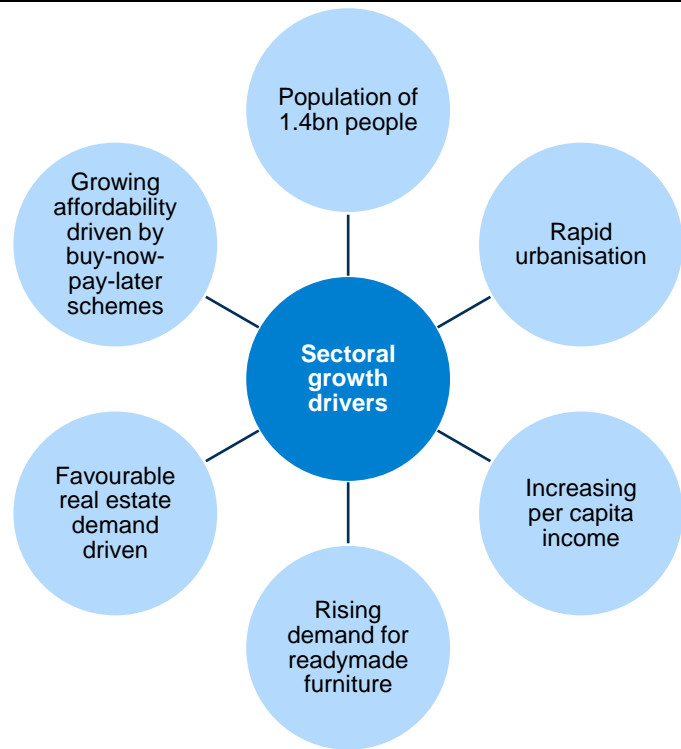 Population of
1.4bn people
Rapid
urbanisation
Increasing
per capita
income
Rising
demand for
readymade
furniture
Favourable
real estate
demand
driven
Growing
affordability
driven by
buy-now-
pay-later
schemes
Sectoral
growth
drivers